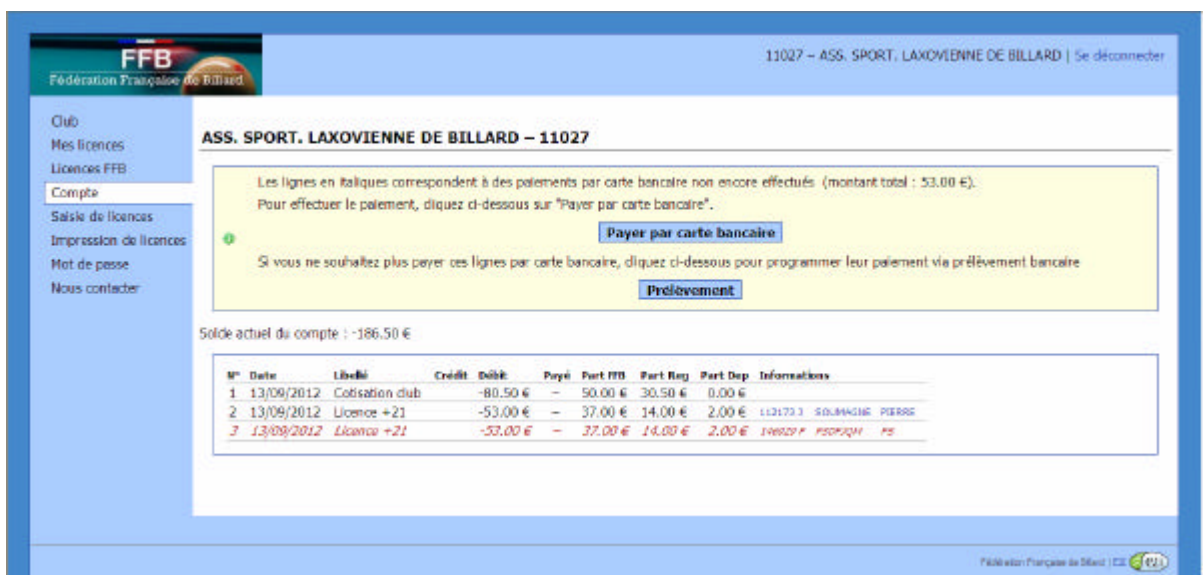 FFB
Fédération Française de Billard
11027 – ASS. SPORT. LAXOVIENNE DE BILLARD | Se déconnecter
Club
Mes licences
Licences FFB
Compte
Saisie de licences
Impression de licences
Mot de passe
Nous contacter
ASS. SPORT. LAXOVIENNE DE BILLARD – 11027
Les lignes en italiques correspondent à des paiements par carte bancaire non encore effectués (montant total : 53.00 €).
Pour effectuer le paiement, cliquez ci-dessous sur "Payer par carte bancaire".
Payer par carte bancaire
Si vous ne souhaitez plus payer ces lignes par carte bancaire, cliquez ci-dessous pour programmer leur paiement via prélèvement bancaire
Prélèvement
Solde actuel du compte : -186.50 €
N° Date Libellé Crédit Débit Payé Part FFB Part Reg Part Dep Informations
1 13/09/2012 Cotisation club -80.50 € – 50.00 € 30.50 € 0.00 €
2 13/09/2012 Licence +21 -53.00 € – 37.00 € 14.00 € 2.00 € 112173 J SOUMAGNE PIERRE
3 13/09/2012 Licence +21 -53.00 € – 37.00 € 14.00 € 2.00 €
Fédération Française de Billard |